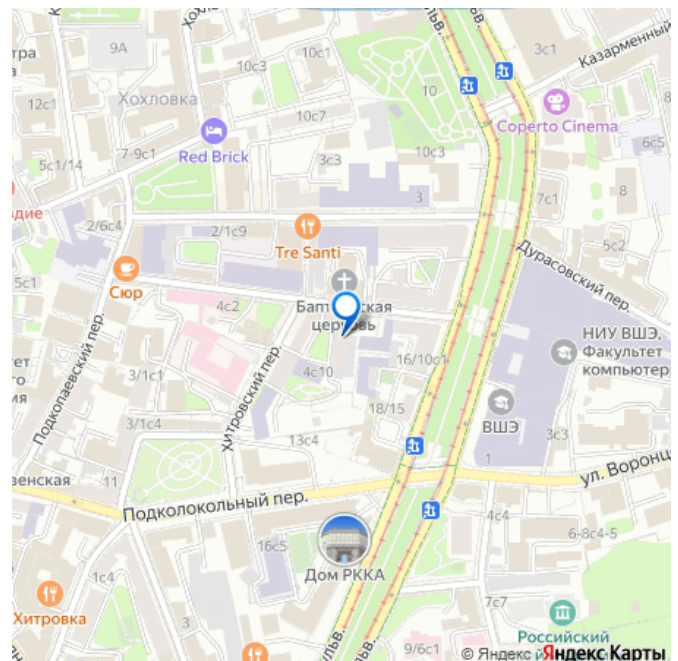 9А
10с3
10с1
3с1
Казарменный
12с1
Хохловка
10
Coperto Cinema
10с7
5с1/14
7-9с1
Red Brick
3с3
10с3
6с5
3
7с1
8
2/6с4
2/1с9
Tre Santi
5с2
Дурасовский пер.
5с1
Сюр
4с2
церковь
НИУ ВШЭ,
Факультет
компьютер
16/10с1
Подкопаевский пер.
Хитровский пер.
4с10
18/15
ВШЭ
3/1с1
3/1с4
13с4
3с3
1
ул. Воронц
11
Подколокольный пер.
4с4
16с5
6-8с4-5
Дом РККА
1с4
Хитровка
7с7
9/6с1
Российский
© Яндекс Яндекс Карты